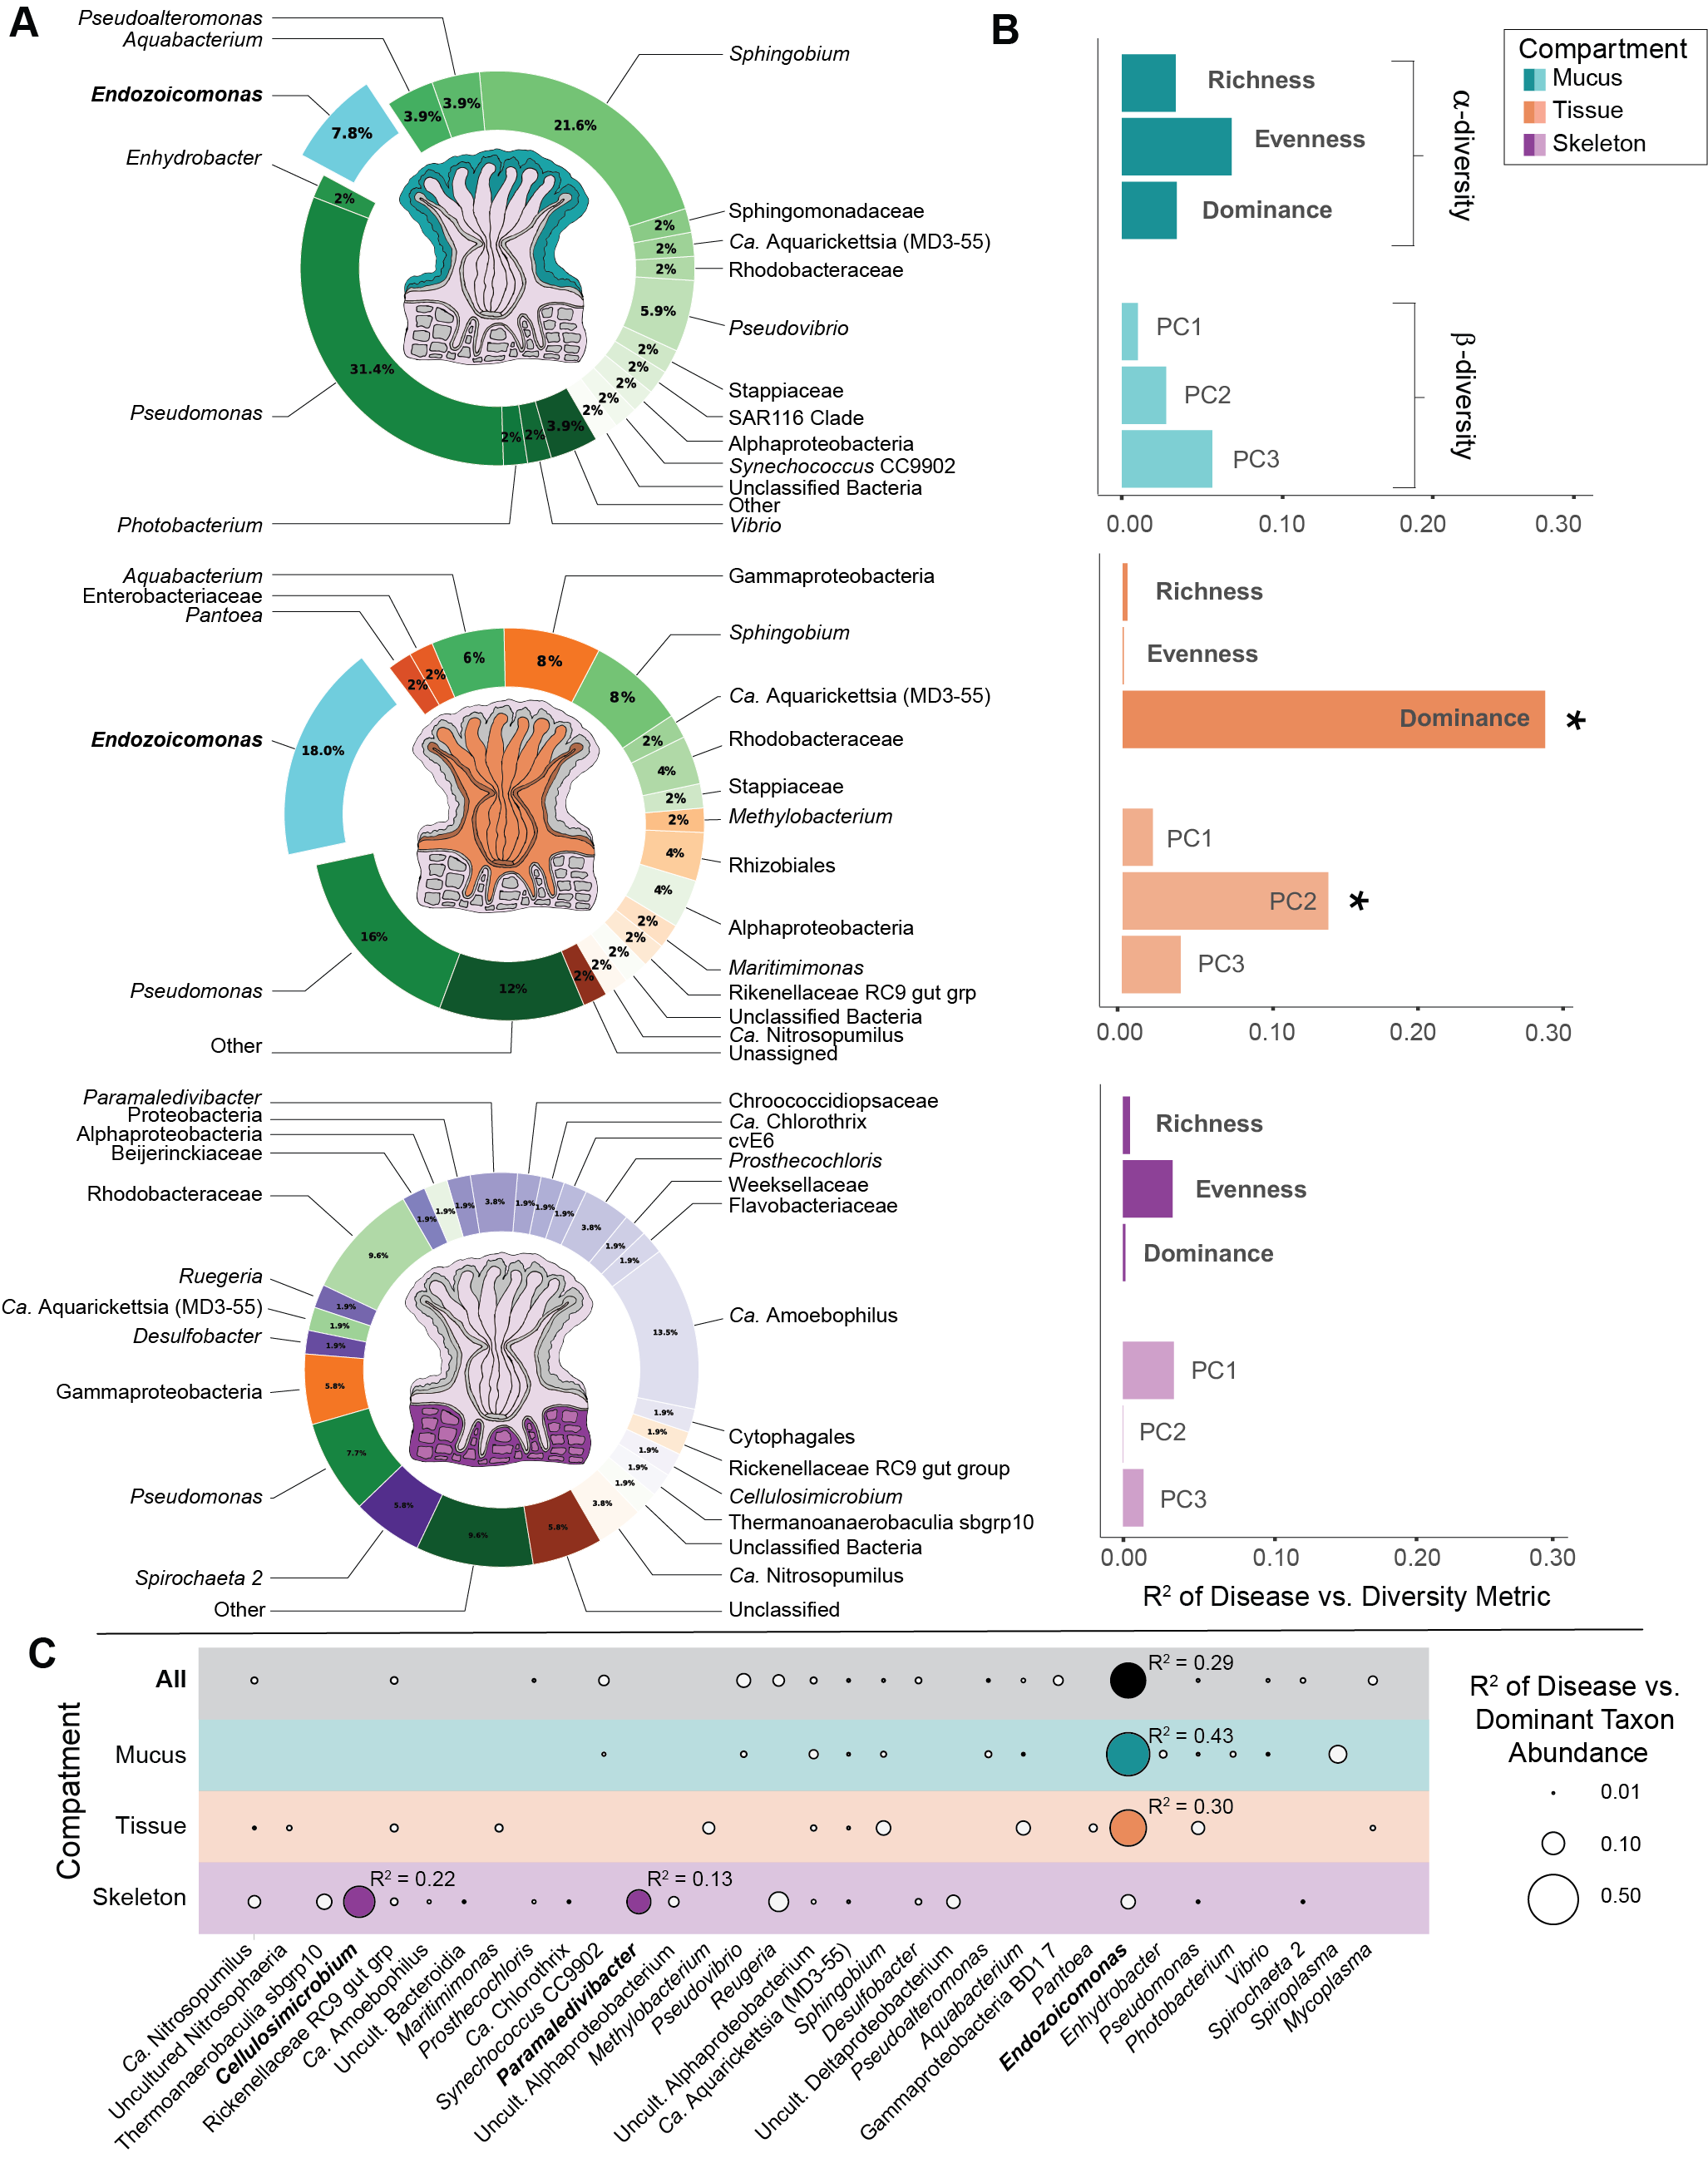 A
Pseudoalteromonas
Aquabacterium
Endozoicomonas
Enhydrobacter
Pseudomonas
Photobacterium
Sphingobium
Sphingomonadaceae
Ca. Aquarickettsia (MD3-55)
Rhodobacteraceae
Pseudovibrio
Stappiaceae
SAR116 Clade
Alphaproteobacteria
Synechococcus CC9902
Unclassified Bacteria
Other
Vibrio
7.8%
3.9%
3.9%
21.6%
2%
2%
2%
5.9%
2%
2%
2%
2%
2%
3.9%
2%
2%
31.4%
2%
Aquabacterium
Enterobacteriaceae
Pantoea
Endozoicomonas
Pseudomonas
Other
Gammaproteobacteria
Sphingobium
Ca. Aquarickettsia (MD3-55)
Rhodobacteraceae
Stappiaceae
Methylobacterium
Rhizobiales
Alphaproteobacteria
Maritimimonas
Rikenellaceae RC9 gut grp
Unclassified Bacteria
Ca. Nitrosopumilus
Unassigned
18.0%
2%
2%
6%
8%
8%
2%
4%
2%
2%
4%
4%
2%
2%
2%
2%
2%
12%
16%
Paramaledivibacter
Proteobacteria
Alphaproteobacteria
Beijerinckiaceae
Rhodobacteraceae
Ruegeria
Ca. Aquarickettsia (MD3-55)
Desulfobacter
Gammaproteobacteria
Pseudomonas
Spirochaeta 2
Other
Chroococcidiopsaceae
Ca. Chlorothrix
cvE6
Prosthecochloris
Weeksellaceae
Flavobacteriaceae
Ca. Amoebophilus
Cytophagales
Rickenellaceae RC9 gut group
Cellulosimicrobium
Thermanoanaerobaculia sbgrp10
Unclassified Bacteria
Ca. Nitrosopumilus
Unclassified
9.6%
1.9%
1.9%
1.9%
3.8%
1.9%
1.9%
1.9%
3.8%
1.9%
1.9%
13.5%
1.9%
1.9%
1.9%
1.9%
1.9%
3.8%
5.8%
9.6%
5.8%
7.7%
5.8%
1.9%
1.9%
1.9%
B
Compartment
Mucus
Tissue
Skeleton
Richness
Evenness
Dominance
α-diversity
PC1
PC2
PC3
β-diversity
0.00 0.10 0.20 0.30
Richness
Evenness
Dominance *
PC1
PC2 *
PC3
0.00 0.10 0.20 0.30
Richness
Evenness
Dominance
PC1
PC2
PC3
0.00 0.10 0.20 0.30
R² of Disease vs. Diversity Metric
C
Compatment
All
Mucus
Tissue
Skeleton
R² = 0.29
R² = 0.43
R² = 0.30
R² = 0.22
R² = 0.13
R² of Disease vs.
Dominant Taxon
Abundance
0.01
0.10
0.50
Ca. Nitrosopumilus
Uncultured Nitrosophaeria
Thermoanaerobaculia sbgrp10
Cellulosimicrobium
Rickenellaceae RC9 gut grp
Ca. Amoebophilus
Uncult. Bacteroidia
Maritimimonas
Prosthecochloris
Ca. Chlorothrix
Synechococcus CC9902
Paramaledivibacter
Uncult. Alphaproteobacterium
Methylobacterium
Pseudovibrio
Reugeria
Uncult. Alphaproteobacterium
Ca. Aquarickettsia (MD3-55)
Sphingobium
Desulfobacter
Uncult. Deltaproteobacterium
Pseudoalteromonas
Aquabacterium
Gammaproteobacteria BD1 7
Pantoea
Endozoicomonas
Enhydrobacter
Pseudomonas
Photobacterium
Vibrio
Spirochaeta 2
Spiroplasma
Mycoplasma